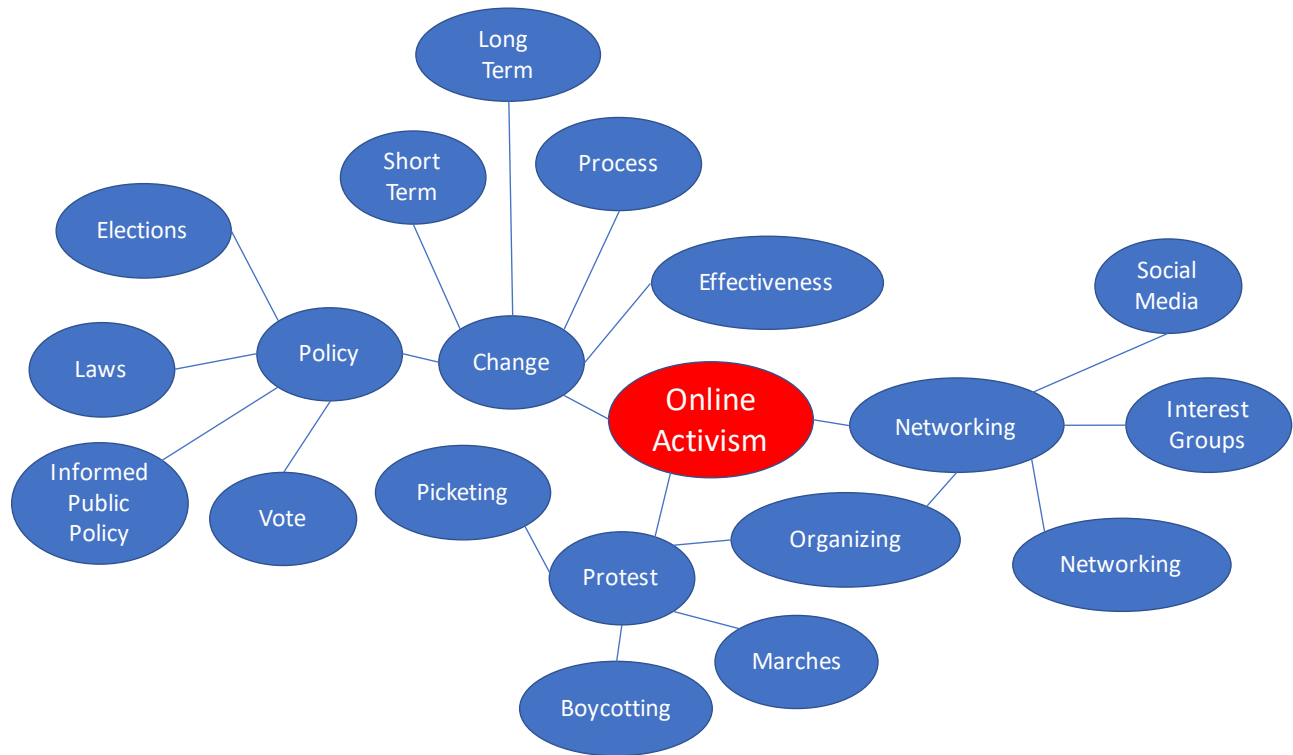 Long
Term
Short
Term
Process
Elections
Effectiveness
Social
Media
Policy
Change
Laws
Online
Activism
Networking
Interest
Groups
Informed
Public
Policy
Vote
Picketing
Organizing
Networking
Protest
Marches
Boycotting